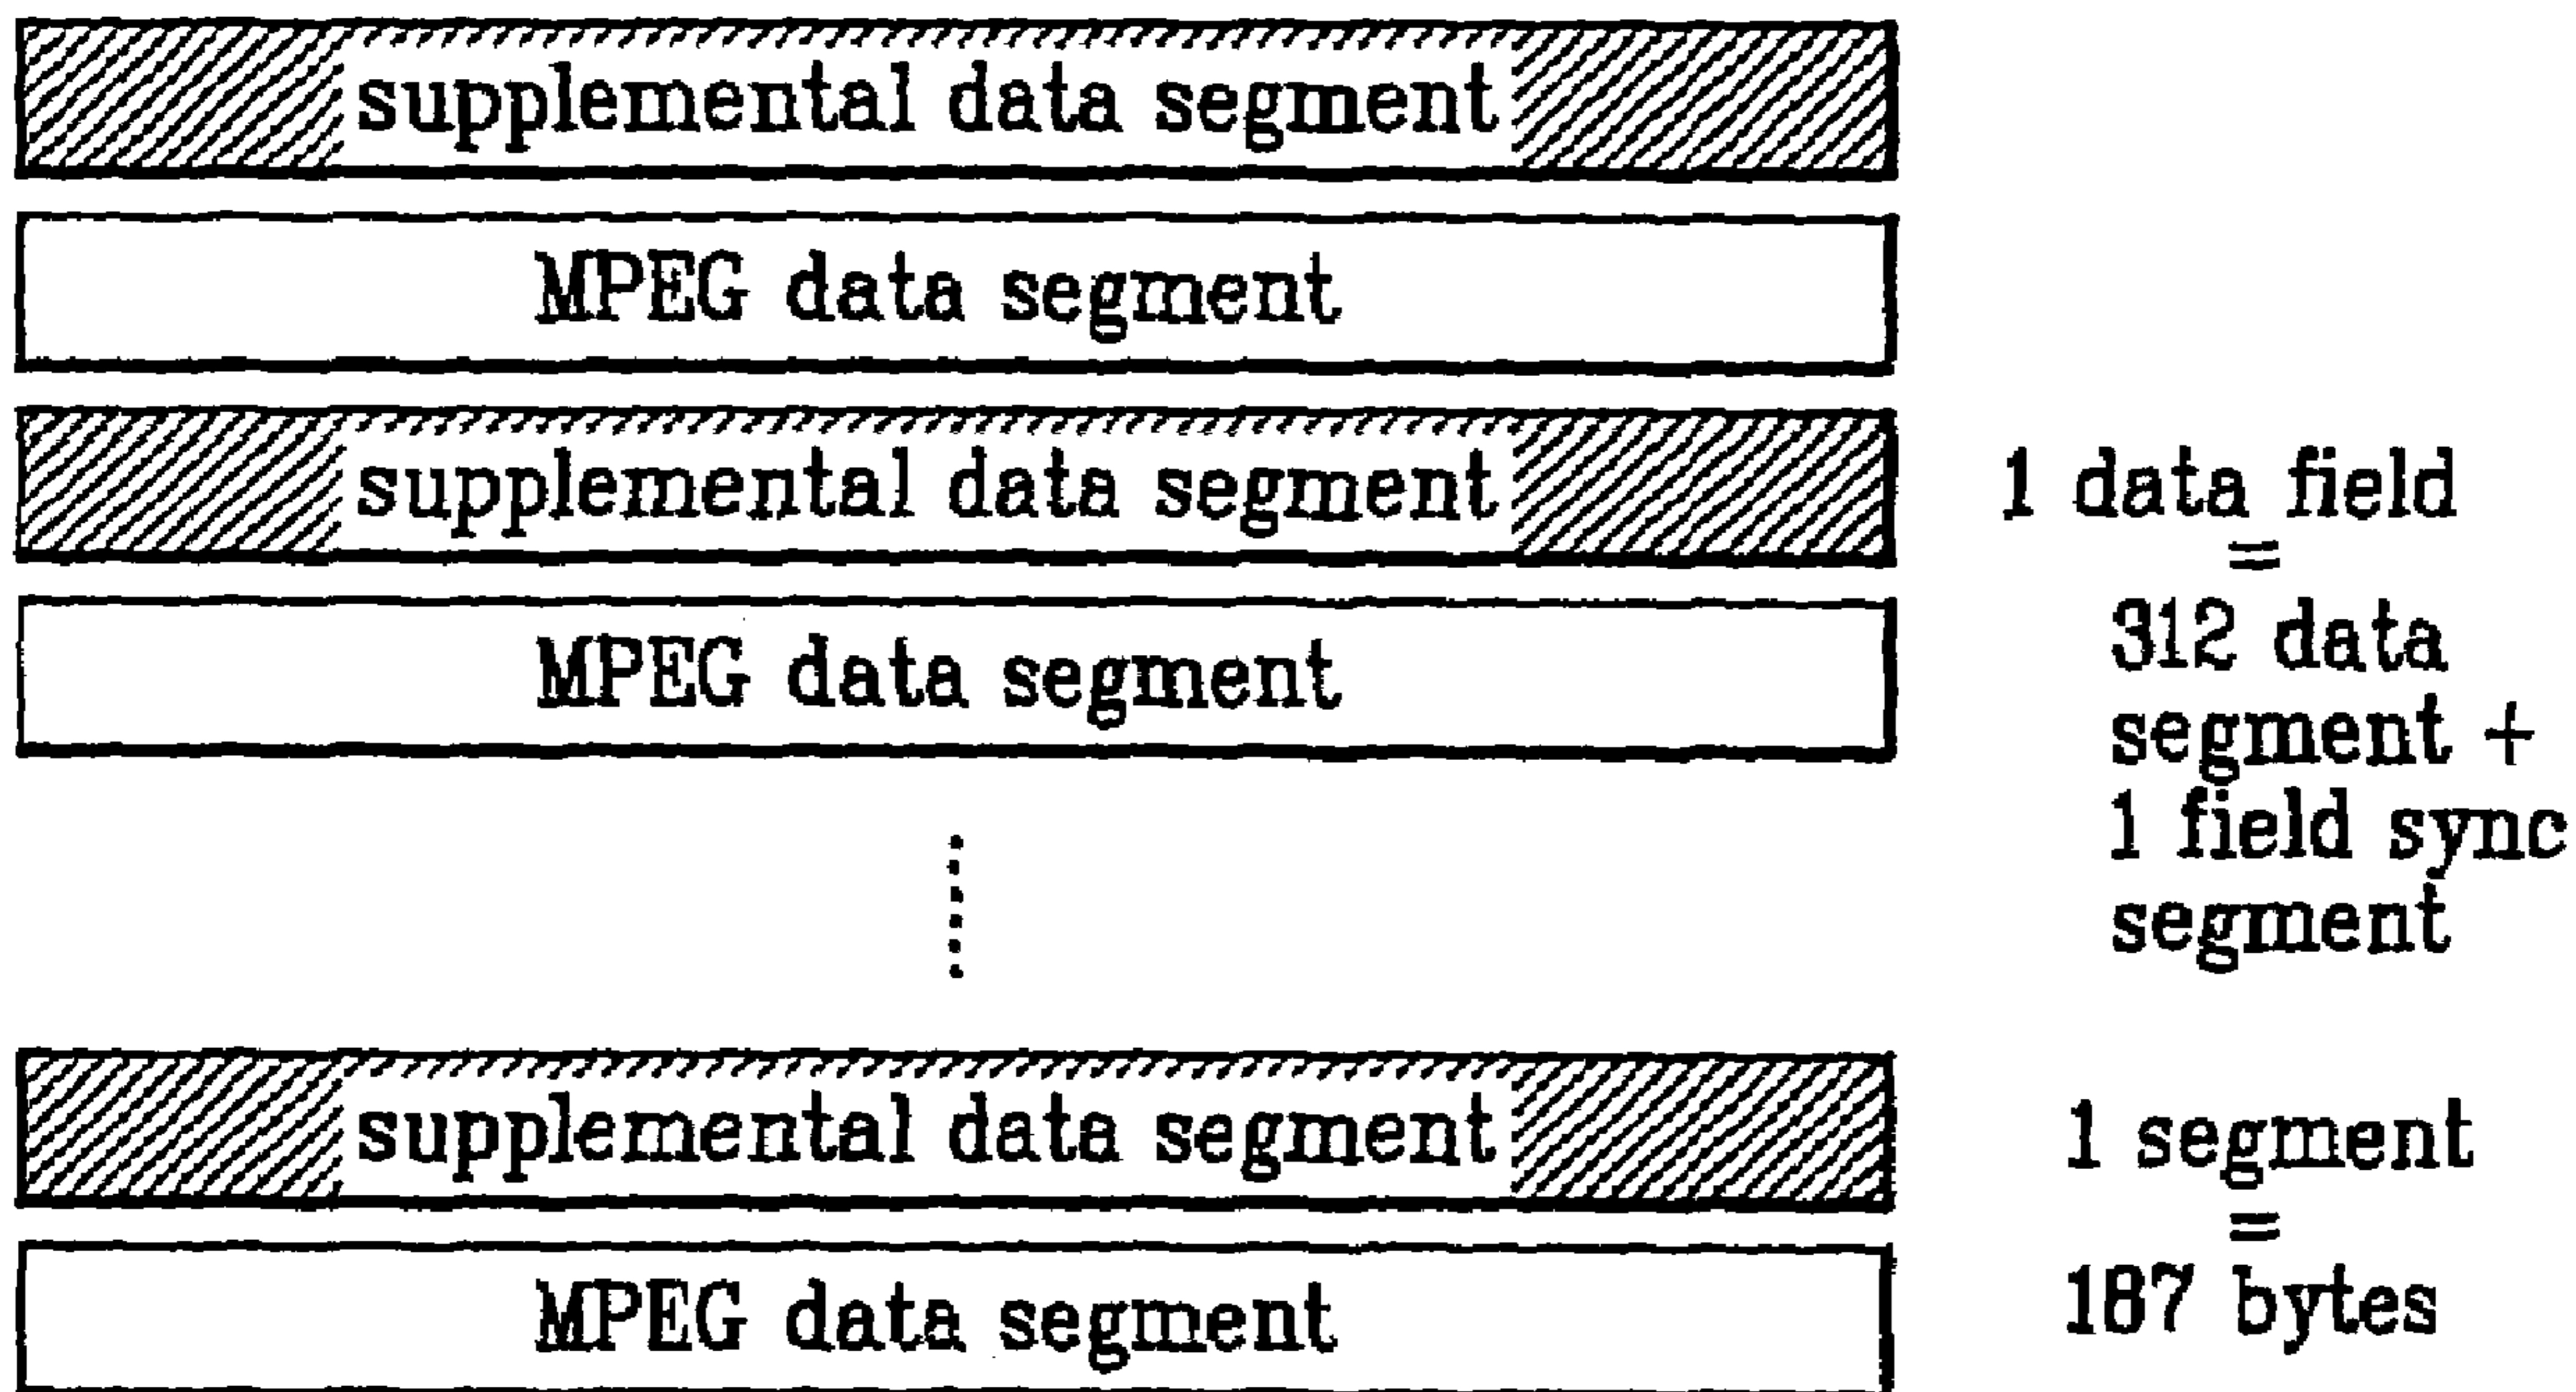 supplemental data segment
MPEG data segment
supplemental data segment
MPEG data segment
supplemental data segment
MPEG data segment
1 data field
=
312 data
segment +
1 field sync
segment
1 segment
=
187 bytes